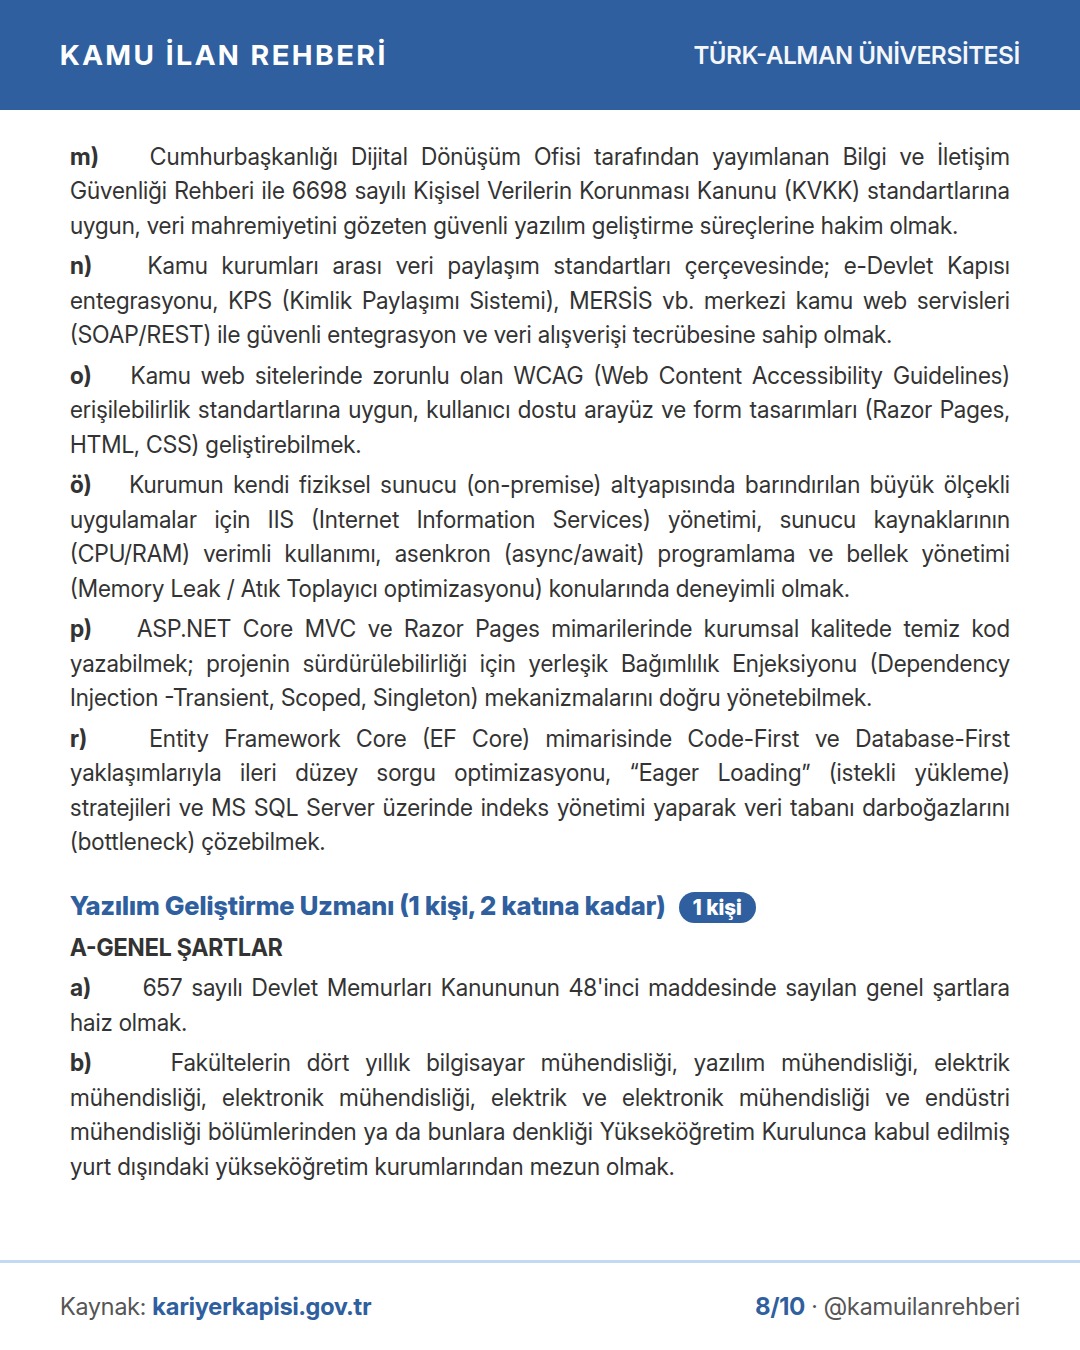 KAMU İLAN REHBERİ
TÜRK-ALMAN ÜNİVERSİTESİ
m) Cumhurbaşkanlığı Dijital Dönüşüm Ofisi tarafından yayımlanan Bilgi ve İletişim
Güvenliği Rehberi ile 6698 sayılı Kişisel Verilerin Korunması Kanunu (KVKK) standartlarına
uygun, veri mahremiyetini gözeten güvenli yazılım geliştirme süreçlerine hakim olmak.
n) Kamu kurumları arası veri paylaşım standartları çerçevesinde; e-Devlet Kapısı
entegrasyonu, KPS (Kimlik Paylaşımı Sistemi), MERSİS vb. merkezi kamu web servisleri
(SOAP/REST) ile güvenli entegrasyon ve veri alışverişi tecrübesine sahip olmak.
o) Kamu web sitelerinde zorunlu olan WCAG (Web Content Accessibility Guidelines)
erişilebilirlik standartlarına uygun, kullanıcı dostu arayüz ve form tasarımları (Razor Pages,
HTML, CSS) geliştirebilmek.
ö) Kurumun kendi fiziksel sunucu (on-premise) altyapısında barındırılan büyük ölçekli
uygulamalar için IIS (Internet Information Services) yönetimi, sunucu kaynaklarının
(CPU/RAM) verimli kullanımı, asenkron (async/await) programlama ve bellek yönetimi
(Memory Leak / Atık Toplayıcı optimizasyonu) konularında deneyimli olmak.
p) ASP.NET Core MVC ve Razor Pages mimarilerinde kurumsal kalitede temiz kod
yazabilmek; projenin sürdürülebilirliği için yerleşik Bağımlılık Enjeksiyonu (Dependency
Injection -Transient, Scoped, Singleton) mekanizmalarını doğru yönetebilmek.
r) Entity Framework Core (EF Core) mimarisinde Code-First ve Database-First
yaklaşımlarıyla ileri düzey sorgu optimizasyonu, “Eager Loading” (istekli yükleme)
stratejileri ve MS SQL Server üzerinde indeks yönetimi yaparak veri tabanı darboğazlarını
(bottleneck) çözebilmek.
Yazılım Geliştirme Uzmanı (1 kişi, 2 katına kadar) 1 kişi
A-GENEL ŞARTLAR
a) 657 sayılı Devlet Memurları Kanununun 48'inci maddesinde sayılan genel şartlara
haiz olmak.
b) Fakültelerin dört yıllık bilgisayar mühendisliği, yazılım mühendisliği, elektrik
mühendisliği, elektronik mühendisliği, elektrik ve elektronik mühendisliği ve endüstri
mühendisliği bölümlerinden ya da bunlara denkliği Yükseköğretim Kurulunca kabul edilmiş
yurt dışındaki yükseköğretim kurumlarından mezun olmak.
Kaynak: kariyerkapisi.gov.tr
8/10 · @kamuilanrehberi